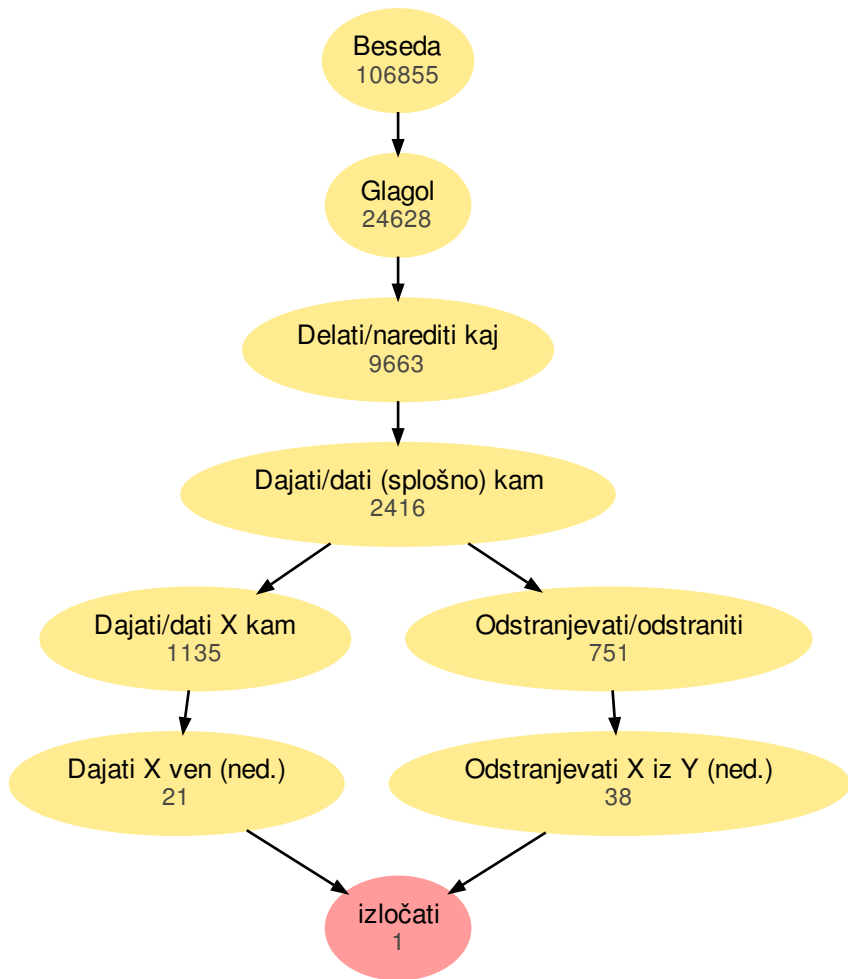 Beseda
106855
Glagol
24628
Delati/narediti kaj
9663
Dajati/dati (splošno) kam
2416
Dajati/dati X kam
1135
Odstranjevati/odstraniti
751
Dajati X ven (ned.)
21
Odstranjevati X iz Y (ned.)
38
izločati
1